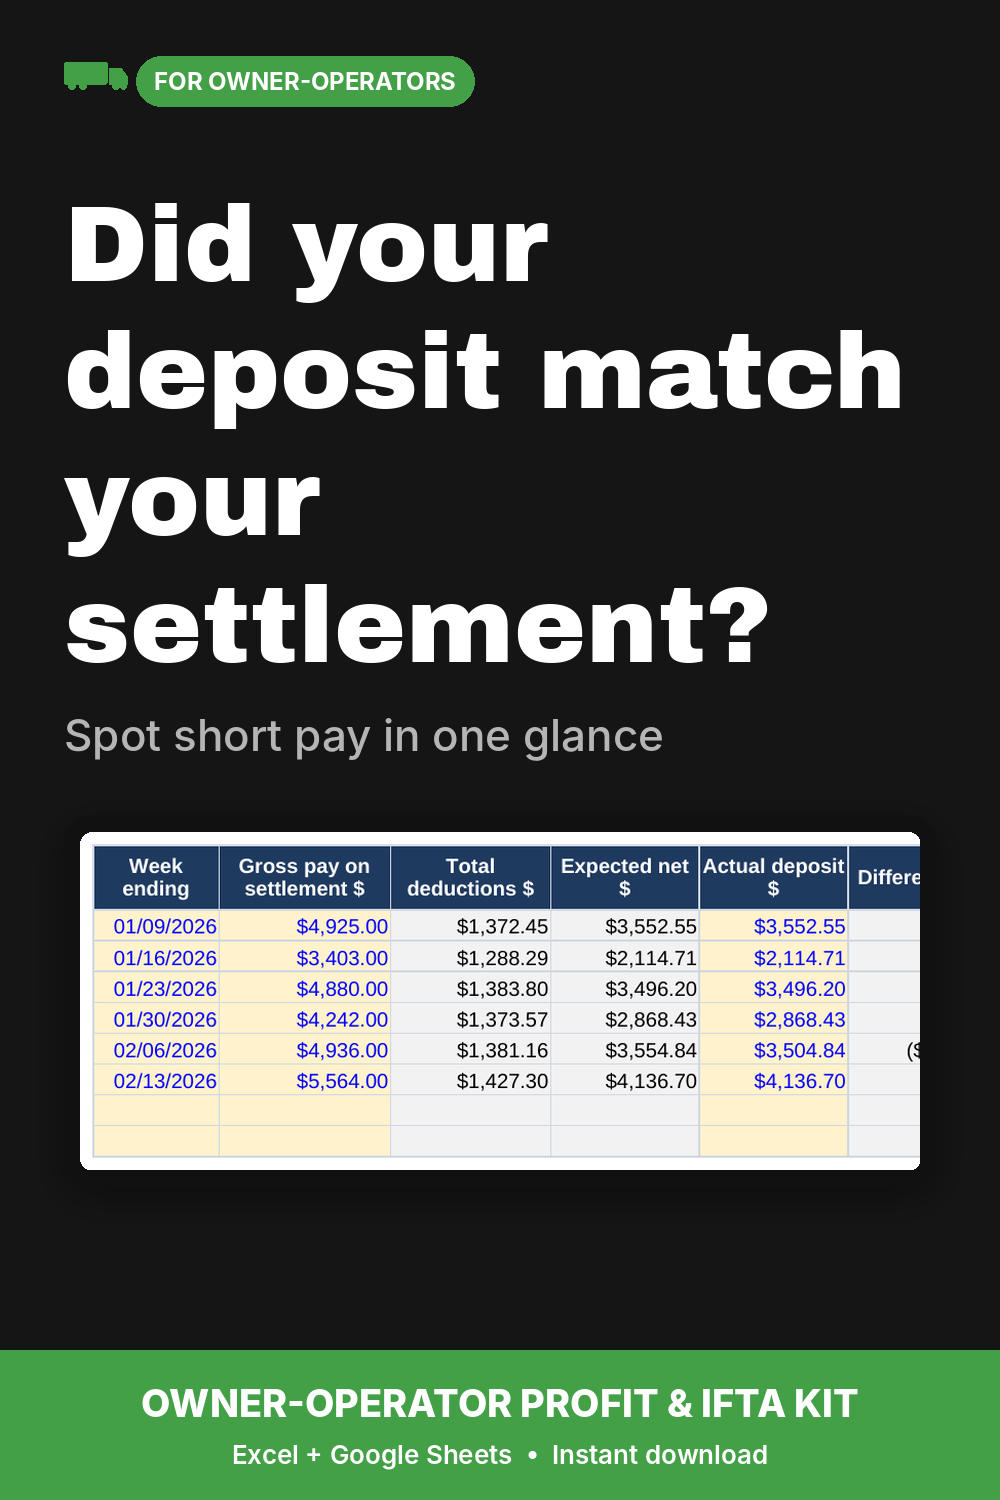 FOR OWNER-OPERATORS
Did your
deposit match
your
settlement?
Spot short pay in one glance
Week ending Gross pay on settlement $ Total deductions $ Expected net $ Actual deposit $ Differe
01/09/2026 $4,925.00 $1,372.45 $3,552.55 $3,552.55
01/16/2026 $3,403.00 $1,288.29 $2,114.71 $2,114.71
01/23/2026 $4,880.00 $1,383.80 $3,496.20 $3,496.20
01/30/2026 $4,242.00 $1,373.57 $2,868.43 $2,868.43
02/06/2026 $4,936.00 $1,381.16 $3,554.84 $3,504.84 ($
02/13/2026 $5,564.00 $1,427.30 $4,136.70 $4,136.70
OWNER-OPERATOR PROFIT & IFTA KIT
Excel + Google Sheets • Instant download